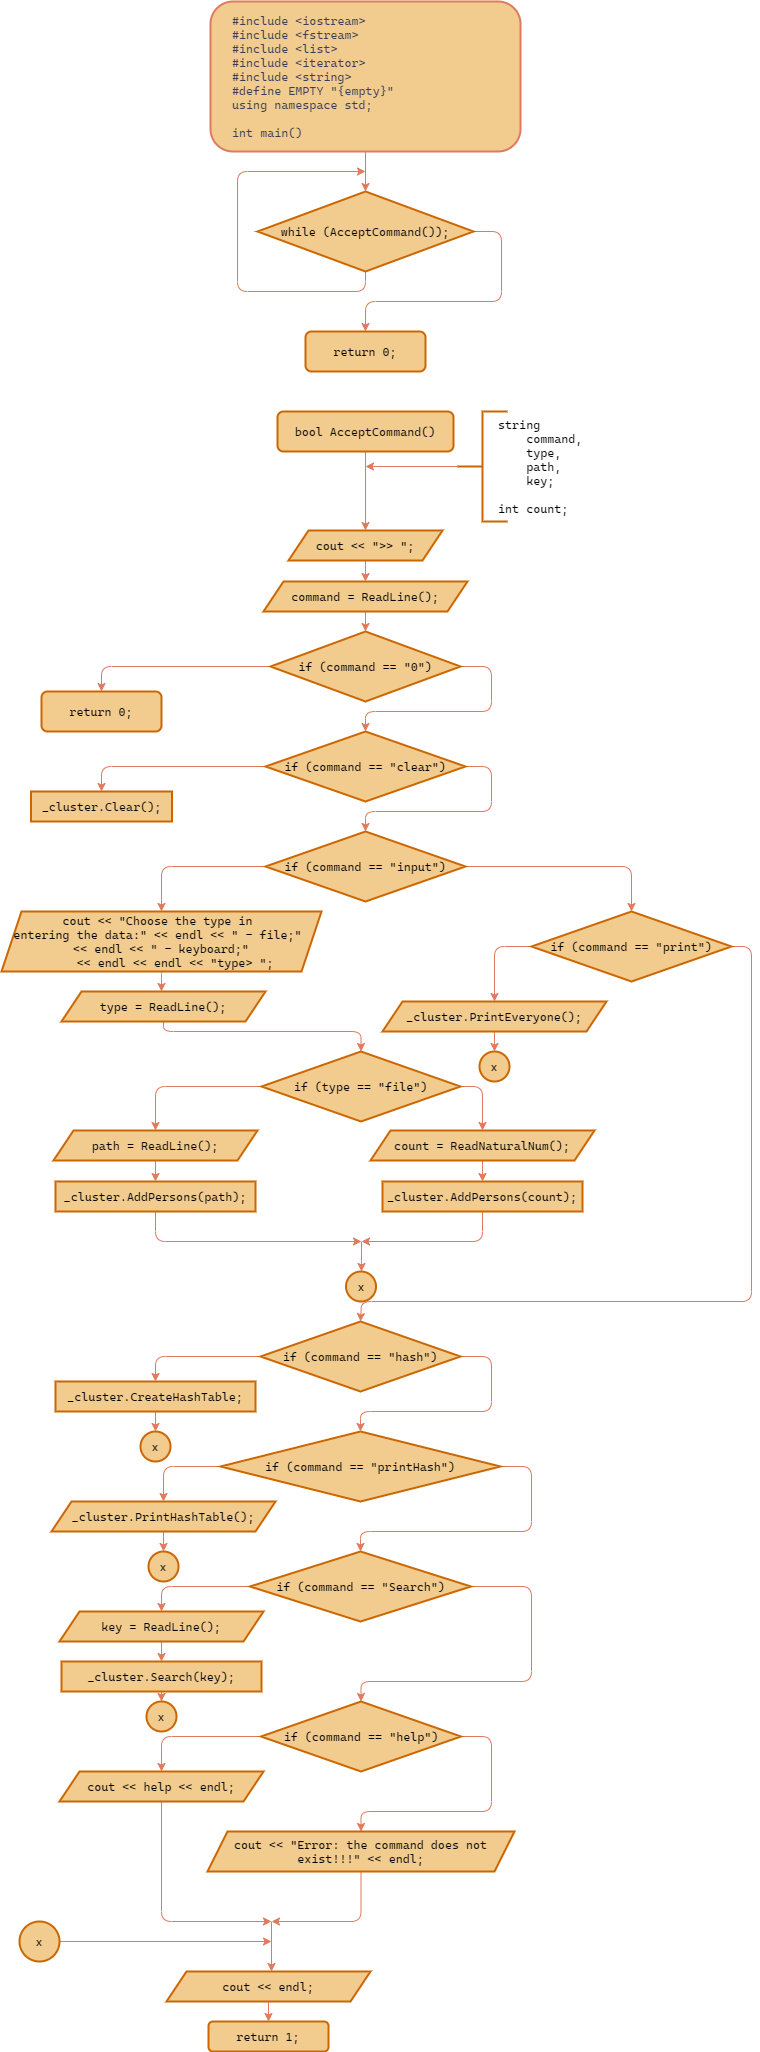 #include <iostream>
#include <fstream>
#include <list>
#include <iterator>
#include <string>
#define EMPTY "{empty}"
using namespace std;
int main()
while (AcceptCommand());
return 0;
bool AcceptCommand()
string
command,
type,
path,
key;
int count;
cout << ">> ";
command = ReadLine();
if (command == "0")
return 0;
if (command == "clear")
_cluster.Clear();
if (command == "input")
cout << "Choose the type in
entering the data:" << endl << " - file;"
<< endl << " - keyboard;"
<< endl << endl << "type> ";
if (command == "print")
type = ReadLine();
_cluster.PrintEveryone();
x
if (type == "file")
path = ReadLine();
count = ReadNaturalNum();
_cluster.AddPersons(path);
_cluster.AddPersons(count);
x
if (command == "hash")
_cluster.CreateHashTable;
x
if (command == "printHash")
_cluster.PrintHashTable();
x
if (command == "Search")
key = ReadLine();
_cluster.Search(key);
x
if (command == "help")
cout << help << endl;
cout << "Error: the command does not
exist!!!" << endl;
x
cout << endl;
return 1;